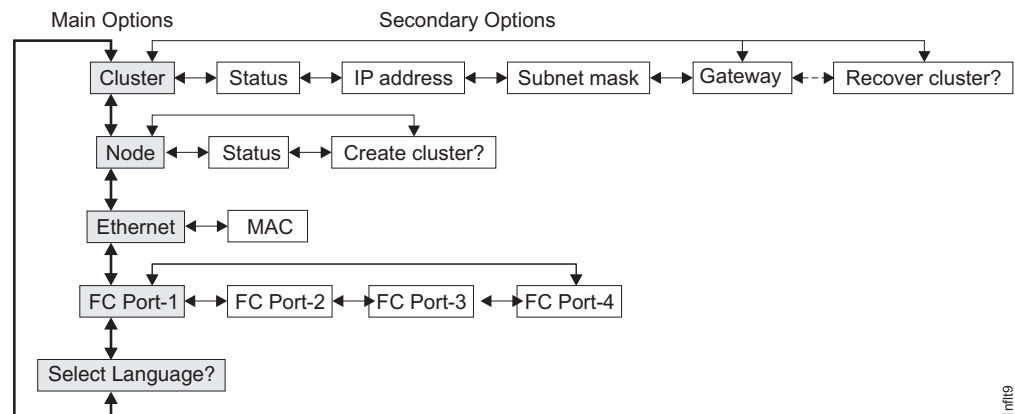 Main Options Secondary Options
Cluster Status IP address Subnet mask Gateway Recover cluster?
Node Status Create cluster?
Ethernet MAC
FC Port-1 FC Port-2 FC Port-3 FC Port-4
Select Language?